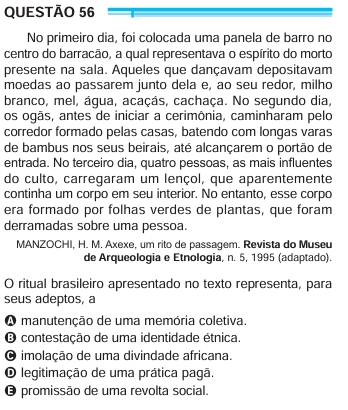 QUESTÃO 56
No primeiro dia, foi colocada uma panela de barro no
centro do barracão, a qual representava o espírito do morto
presente na sala. Aqueles que dançavam depositavam
moedas ao passarem junto dela e, ao seu redor, milho
branco, mel, água, acaçás, cachaça. No segundo dia,
os ogãs, antes de iniciar a cerimônia, caminharam pelo
corredor formado pelas casas, batendo com longas varas
de bambus nos seus beirais, até alcançarem o portão de
entrada. No terceiro dia, quatro pessoas, as mais influentes
do culto, carregaram um lençol, que aparentemente
continha um corpo em seu interior. No entanto, esse corpo
era formado por folhas verdes de plantas, que foram
derramadas sobre uma pessoa.
MANZOCHI, H. M. Axexe, um rito de passagem. Revista do Museu
de Arqueologia e Etnologia, n. 5, 1995 (adaptado).
O ritual brasileiro apresentado no texto representa, para
seus adeptos, a
A manutenção de uma memória coletiva.
B contestação de uma identidade étnica.
C imolação de uma divindade africana.
D legitimação de uma prática pagã.
E promissão de uma revolta social.